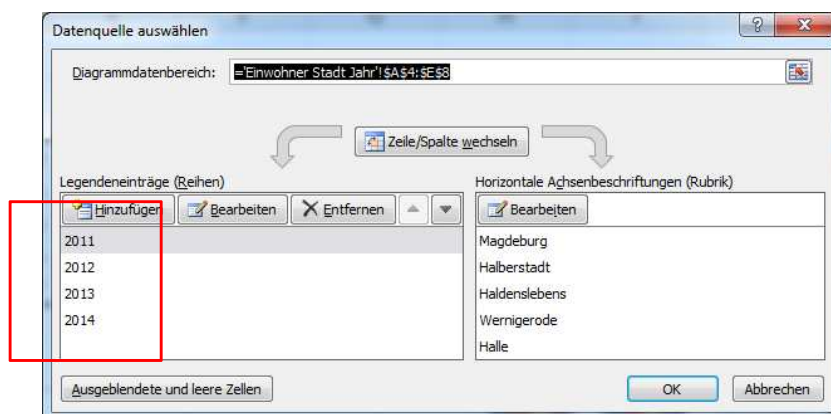 Datenquelle auswählen
Diagrammdatenbereich: ='Einwohner Stadt Jahr'!$A$4:$E$8
Zeile/Spalte wechseln
Legendeneinträge (Reihen)
Hinzufügen Bearbeiten Entfernen
2011
2012
2013
2014
Horizontale Achsenbeschriftungen (Rubrik)
Bearbeiten
Magdeburg
Halberstadt
Haldenslebens
Wernigerode
Halle
Ausgeblendete und leere Zellen
OK Abbrechen